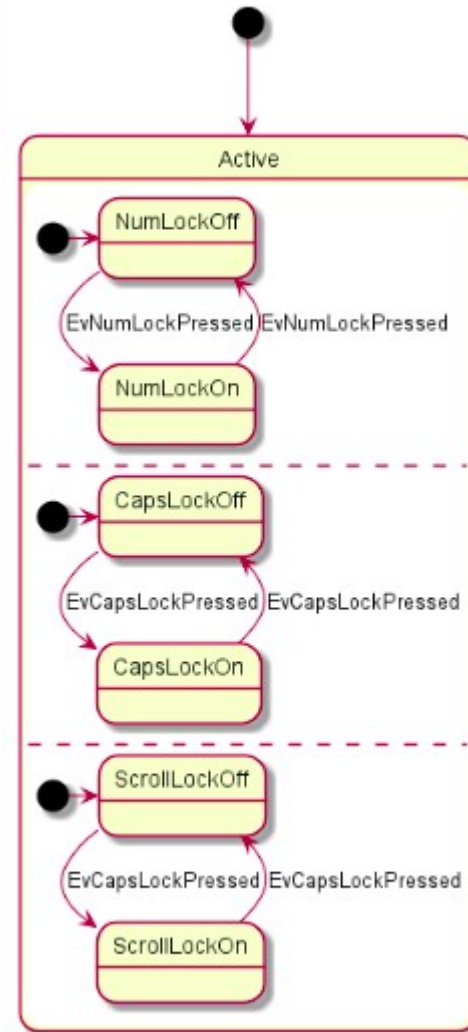 Active
NumLockOff
EvNumLockPressed EvNumLockPressed
NumLockOn
CapsLockOff
EvCapsLockPressed EvCapsLockPressed
CapsLockOn
ScrollLockOff
EvCapsLockPressed EvCapsLockPressed
ScrollLockOn